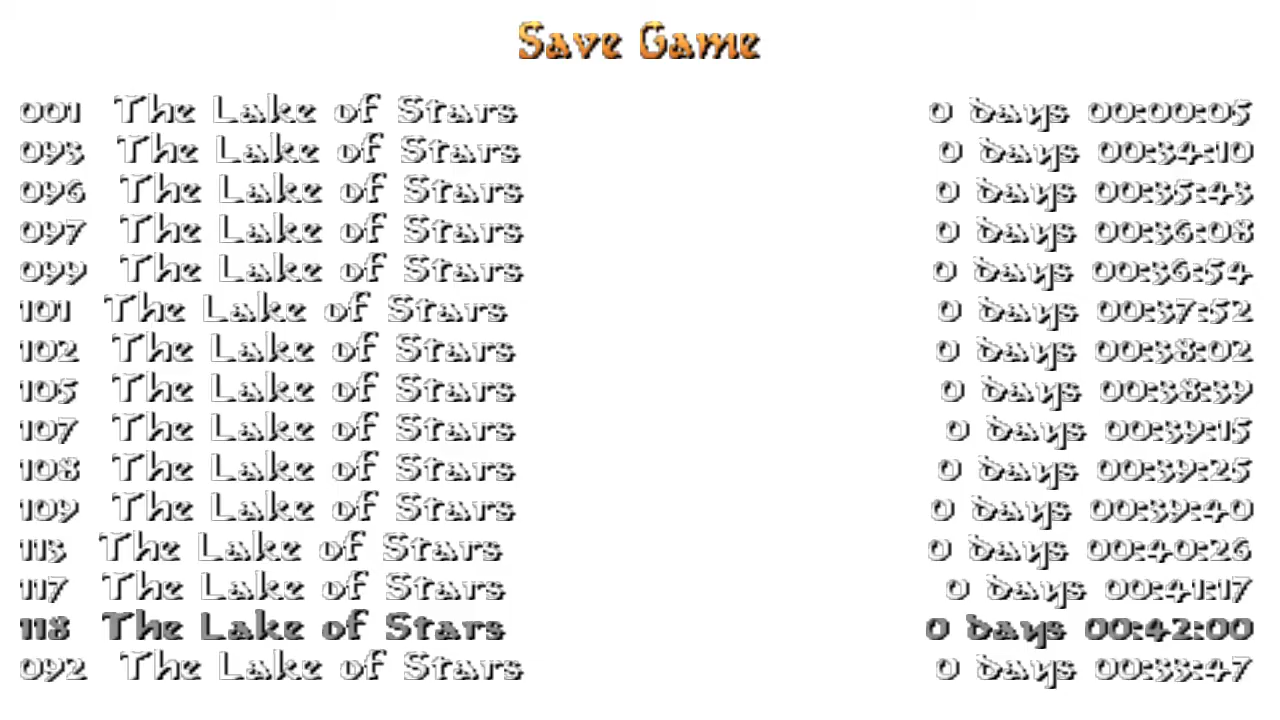 Save Game
001 The Lake of Stars 0 days 00:00:05
093 The Lake of Stars 0 days 00:34:10
096 The Lake of Stars 0 days 00:35:43
097 The Lake of Stars 0 days 00:36:08
099 The Lake of Stars 0 days 00:36:54
101 The Lake of Stars 0 days 00:37:52
102 The Lake of Stars 0 days 00:38:02
105 The Lake of Stars 0 days 00:38:39
107 The Lake of Stars 0 days 00:39:15
108 The Lake of Stars 0 days 00:39:25
109 The Lake of Stars 0 days 00:39:40
113 The Lake of Stars 0 days 00:40:26
117 The Lake of Stars 0 days 00:41:17
118 The Lake of Stars 0 days 00:42:00
092 The Lake of Stars 0 days 00:33:47